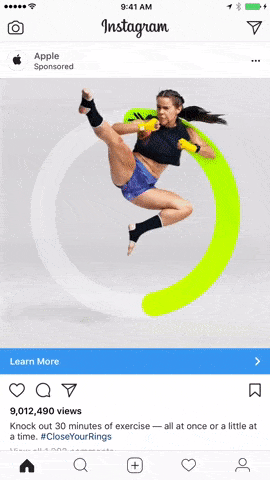 9:41 AM
Instagram
Apple
Sponsored
Learn More
9,012,490 views
Knock out 30 minutes of exercise — all at once or a little at
a time. #CloseYourRings